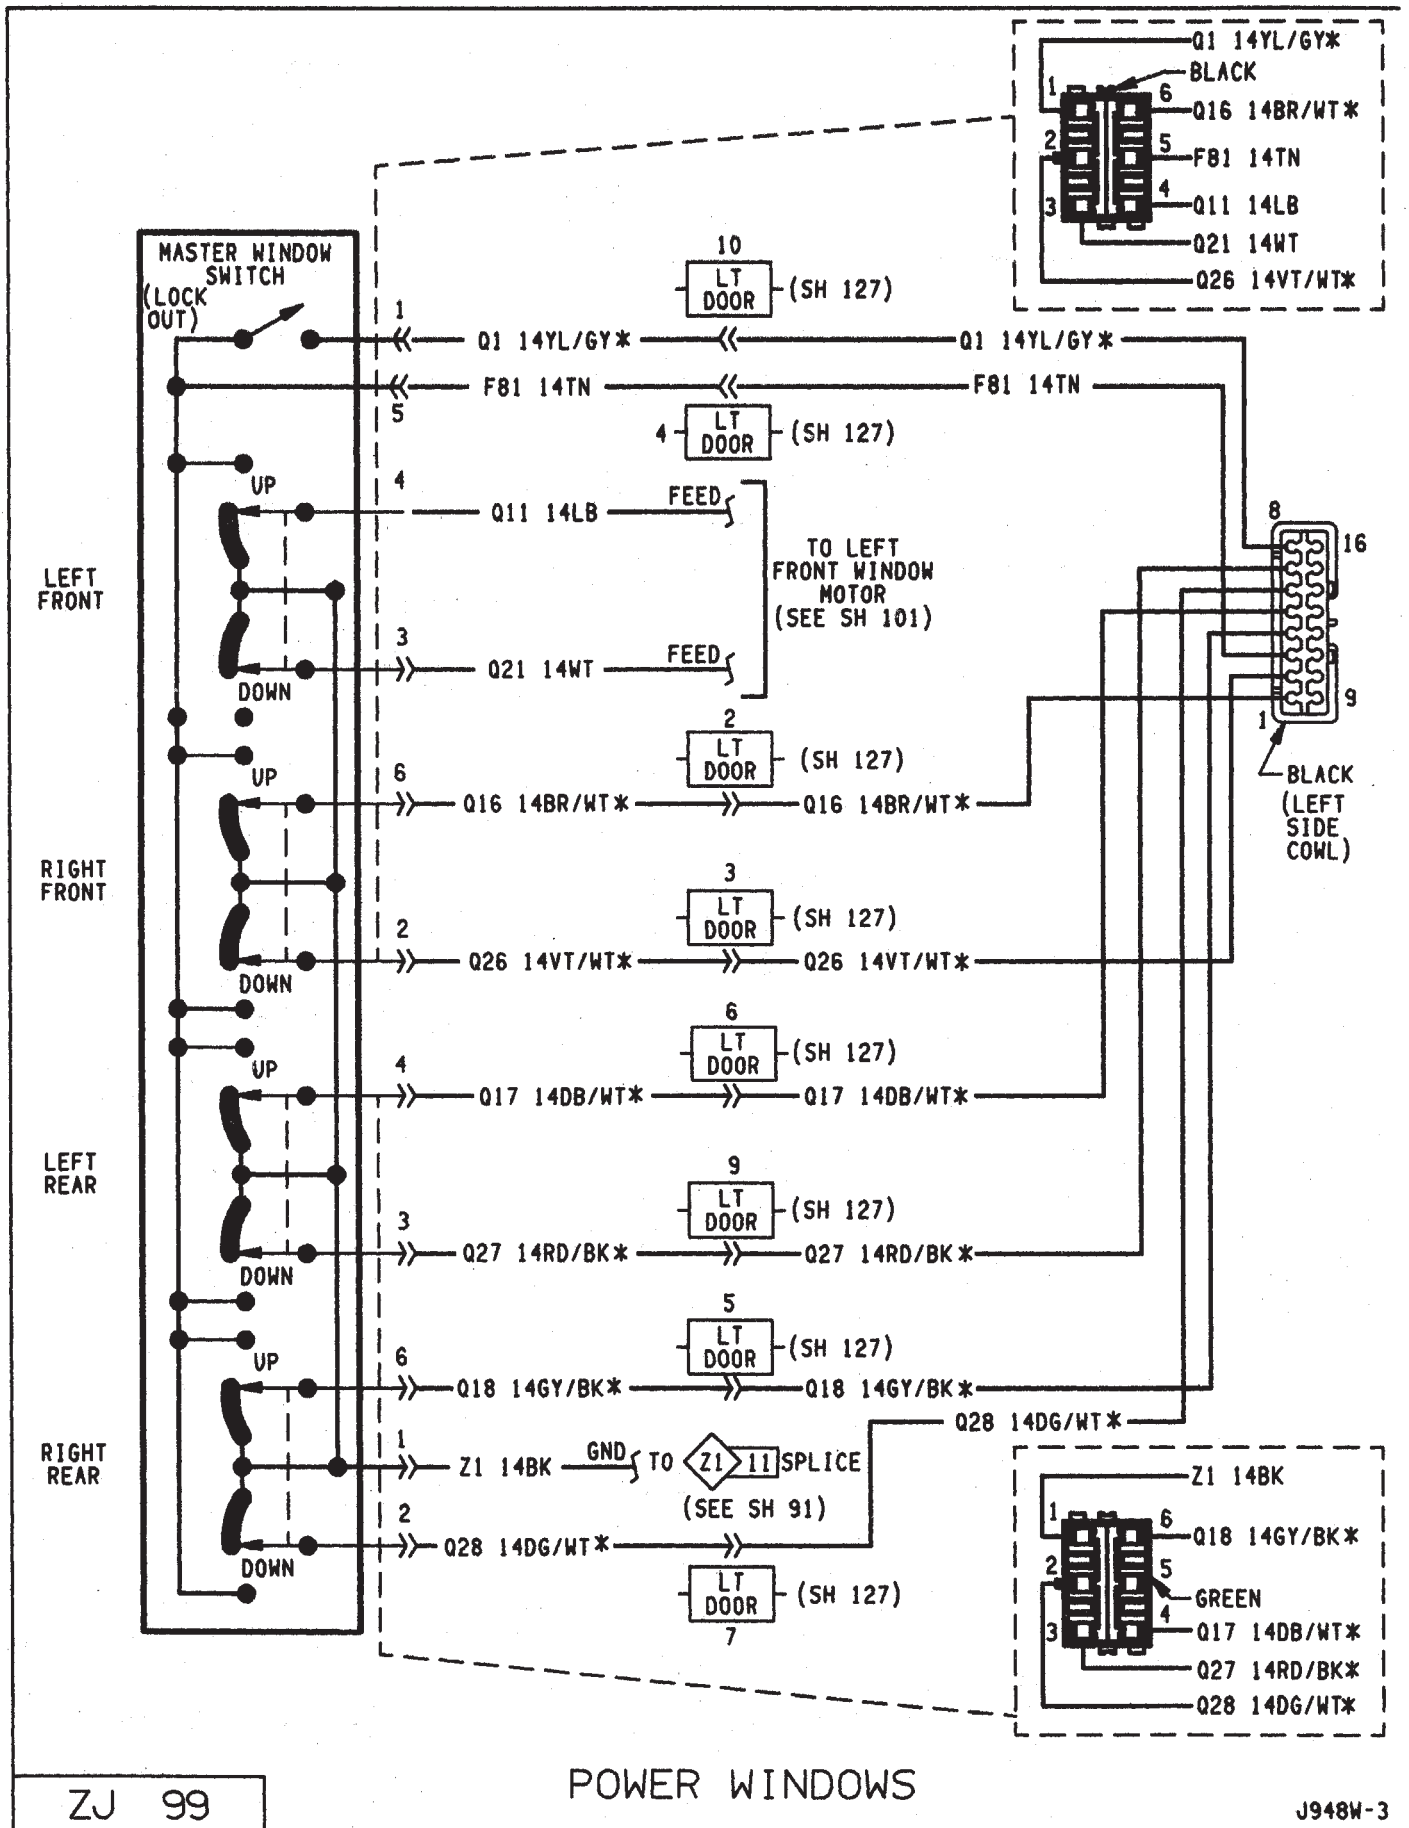 Q1 14YL/GY*
BLACK
1
6
Q16 14BR/WT*
2
5
F81 14TN
4
3
Q11 14LB
Q21 14WT
Q26 14VT/WT*
MASTER WINDOW
SWITCH
(LOCK
OUT)
10
LT
DOOR
(SH 127)
1
Q1 14YL/GY*
Q1 14YL/GY*
F81 14TN
F81 14TN
5
4
LT
DOOR
(SH 127)
UP
4
Q11 14LB
FEED
8
16
TO LEFT
FRONT WINDOW
MOTOR
(SEE SH 101)
LEFT
FRONT
3
Q21 14WT
FEED
DOWN
9
1
2
LT
DOOR
(SH 127)
UP
6
Q16 14BR/WT*
Q16 14BR/WT*
BLACK
(LEFT
SIDE
COWL)
RIGHT
FRONT
3
LT
DOOR
(SH 127)
2
Q26 14VT/WT*
Q26 14VT/WT*
DOWN
6
LT
DOOR
(SH 127)
UP
4
Q17 14DB/WT*
Q17 14DB/WT*
LEFT
REAR
9
LT
DOOR
(SH 127)
3
Q27 14RD/BK*
Q27 14RD/BK*
DOWN
5
LT
DOOR
(SH 127)
UP
6
Q18 14GY/BK*
Q18 14GY/BK*
Q28 14DG/WT*
RIGHT
REAR
1
Z1 14BK
GND
TO
Z1
11
SPLICE
(SEE SH 91)
2
Q28 14DG/WT*
DOWN
LT
DOOR
(SH 127)
7
Z1 14BK
1
6
Q18 14GY/BK*
2
5
GREEN
4
3
Q17 14DB/WT*
Q27 14RD/BK*
Q28 14DG/WT*
POWER WINDOWS
ZJ 99
J948W-3